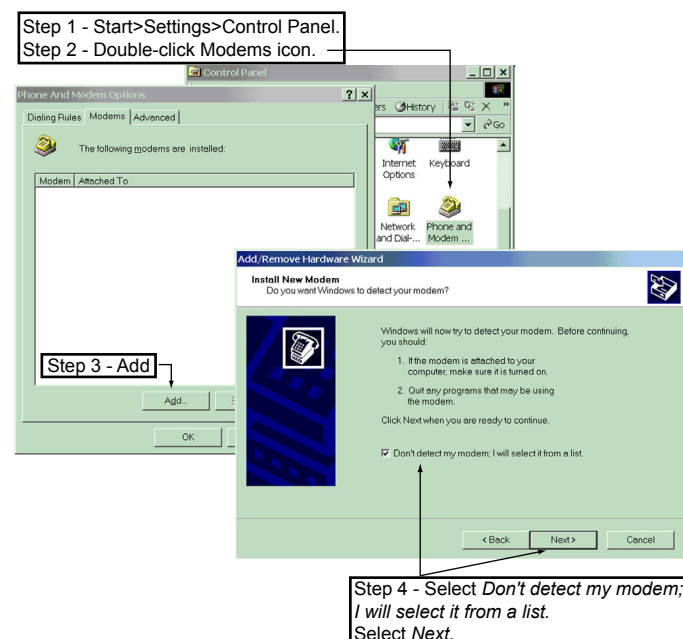 Step 1 - Start>Settings>Control Panel.
Step 2 - Double-click Modems icon.
Control Panel
Phone And Modem Options
Dialing Rules Modems Advanced
ers History
Go
The following modems are installed:
Internet Options
Keyboard
Modem Attached To
Network and Dial-...
Phone and Modem ...
Add/Remove Hardware Wizard
Install New Modem
Do you want Windows to detect your modem?
Windows will now try to detect your modem. Before continuing,
you should:
1. If the modem is attached to your
computer, make sure it is turned on.
2. Quit any programs that may be using
the modem.
Click Next when you are ready to continue.
Don't detect my modem; I will select it from a list.
Step 3 - Add
Add...
OK
< Back Next > Cancel
Step 4 - Select Don't detect my modem;
I will select it from a list.
Select Next.